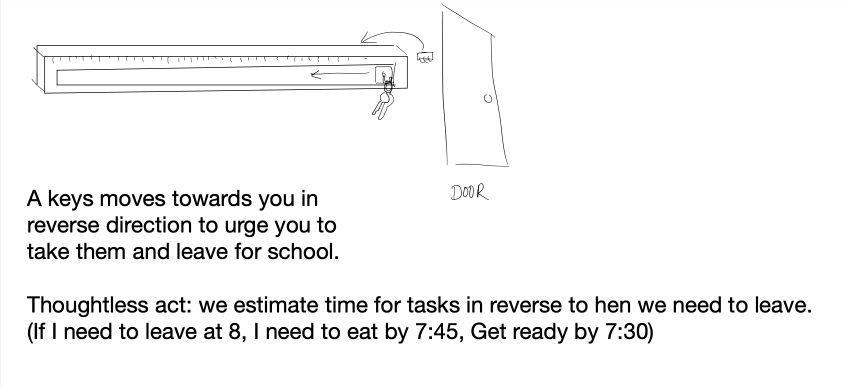 DOOR
A keys moves towards you in
reverse direction to urge you to
take them and leave for school.
Thoughtless act: we estimate time for tasks in reverse to hen we need to leave.
(If I need to leave at 8, I need to eat by 7:45, Get ready by 7:30)